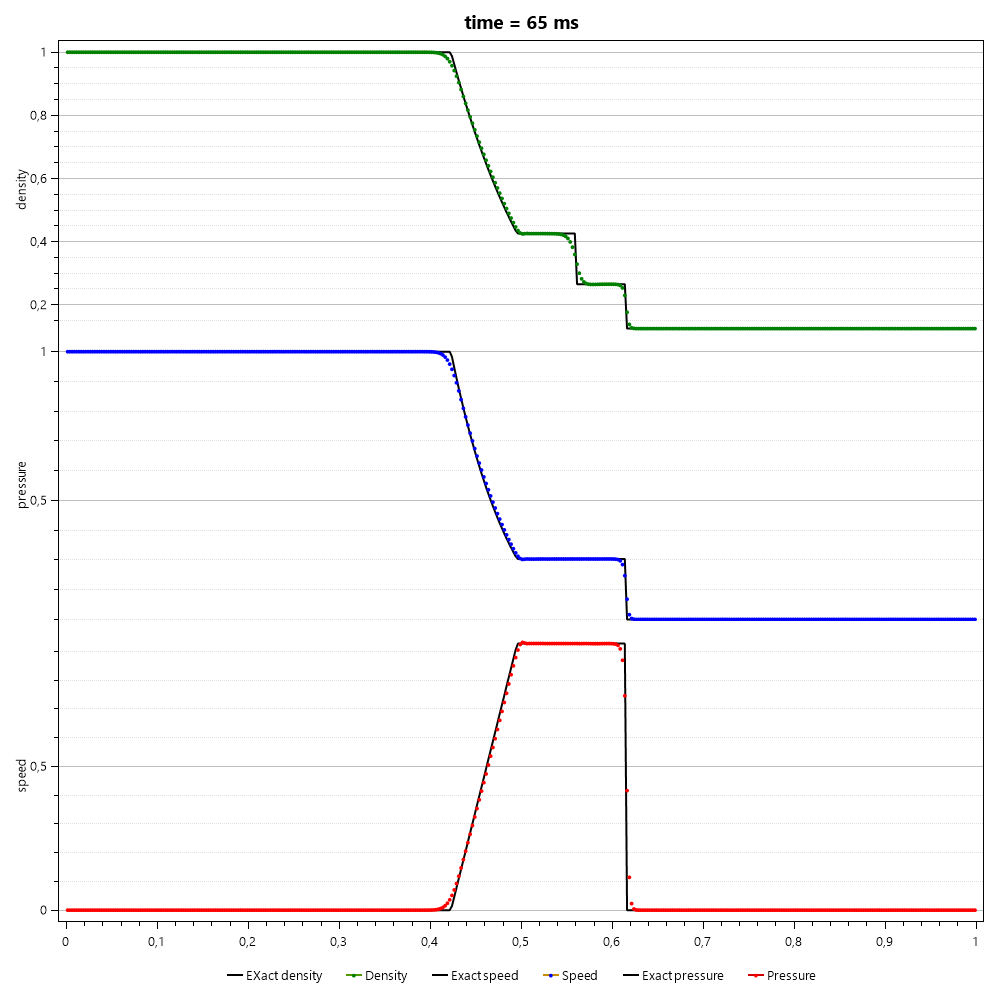 time = 65 ms
1
0,8
0,6
0,4
0,2
density
1
0,5
pressure
0,5
0
speed
0 0,1 0,2 0,3 0,4 0,5 0,6 0,7 0,8 0,9 1
EXact density Density Exact speed Speed Exact pressure Pressure